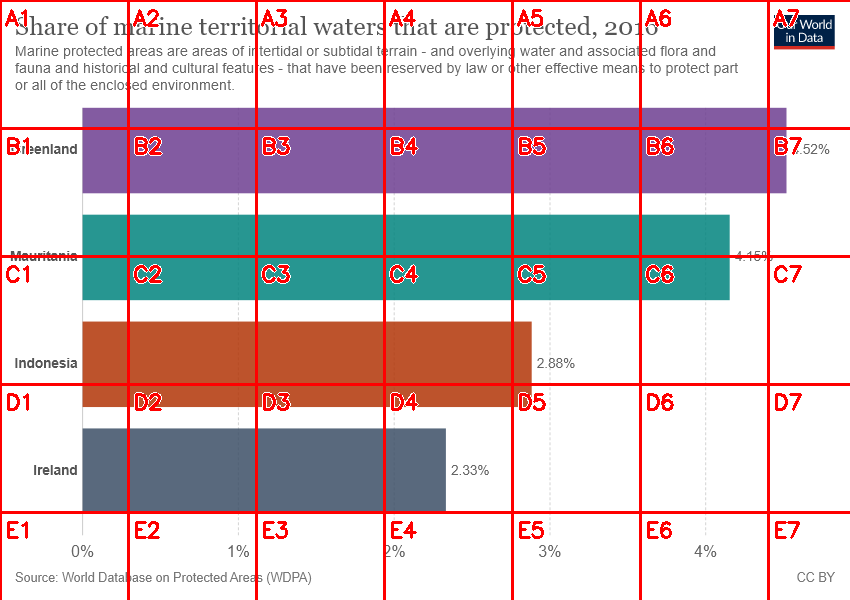 A1 A2 A3 A4 A5 A6 A7
Share of marine territorial waters that are protected, 2016
Our World
in Data
Marine protected areas are areas of intertidal or subtidal terrain - and overlying water and associated flora and
fauna and historical and cultural features - that have been reserved by law or other effective means to protect part
or all of the enclosed environment.
B1 B2 B3 B4 B5 B6 B7
Greenland 4.52%
Mauritania 4.15%
C1 C2 C3 C4 C5 C6 C7
Indonesia 2.88%
D1 D2 D3 D4 D5 D6 D7
Ireland 2.33%
E1 E2 E3 E4 E5 E6 E7
0% 1% 2% 3% 4%
Source: World Database on Protected Areas (WDPA) CC BY